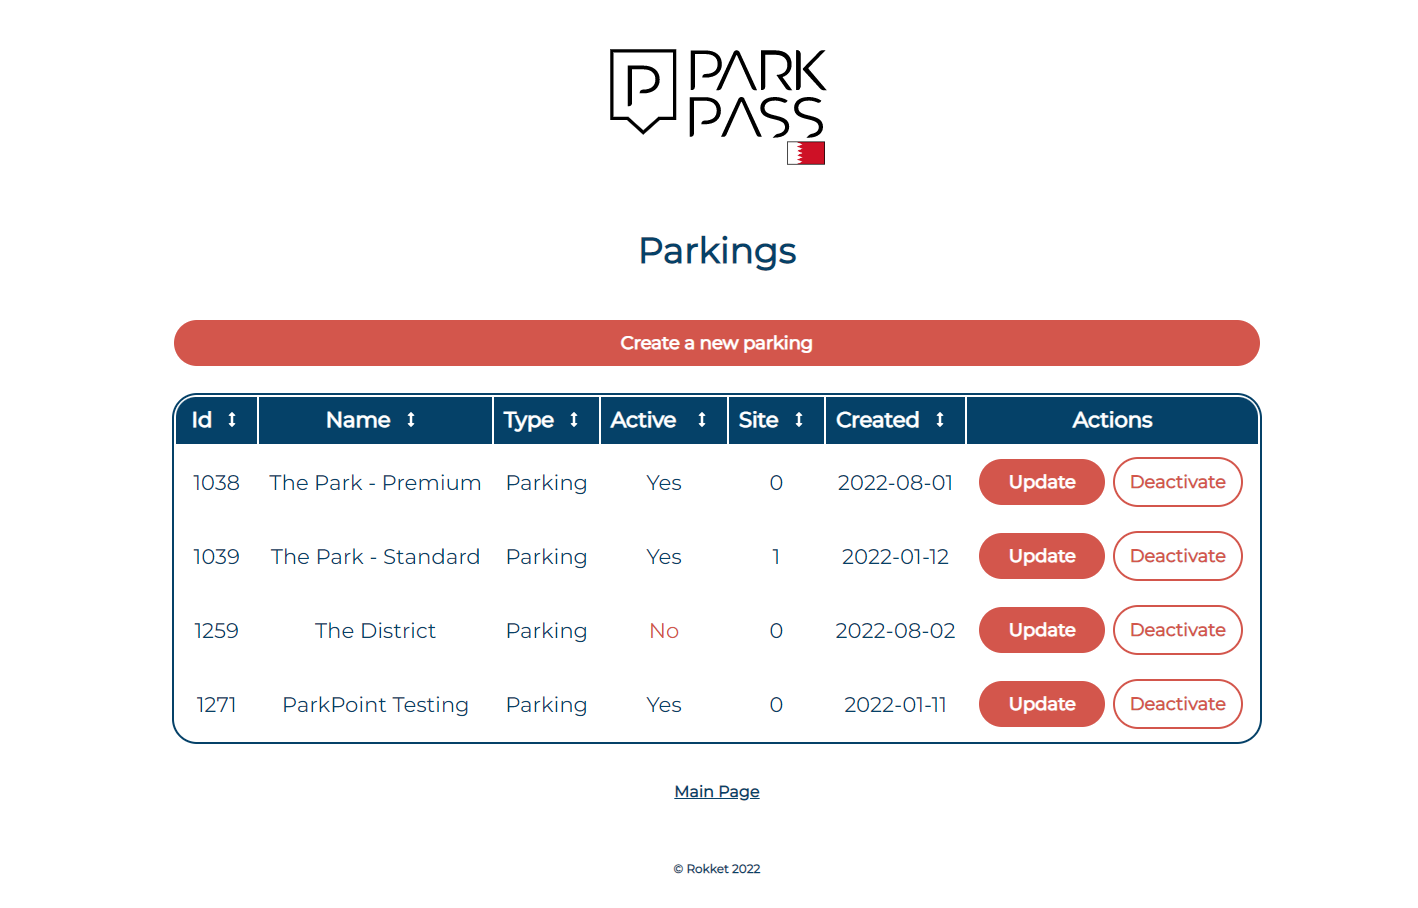 P PARK
PASS
Parkings
Create a new parking
Id Name Type Active Site Created Actions
1038 The Park - Premium Parking Yes 0 2022-08-01 Update Deactivate
1039 The Park - Standard Parking Yes 1 2022-01-12 Update Deactivate
1259 The District Parking No 0 2022-08-02 Update Deactivate
1271 ParkPoint Testing Parking Yes 0 2022-01-11 Update Deactivate
Main Page
© Rokket 2022